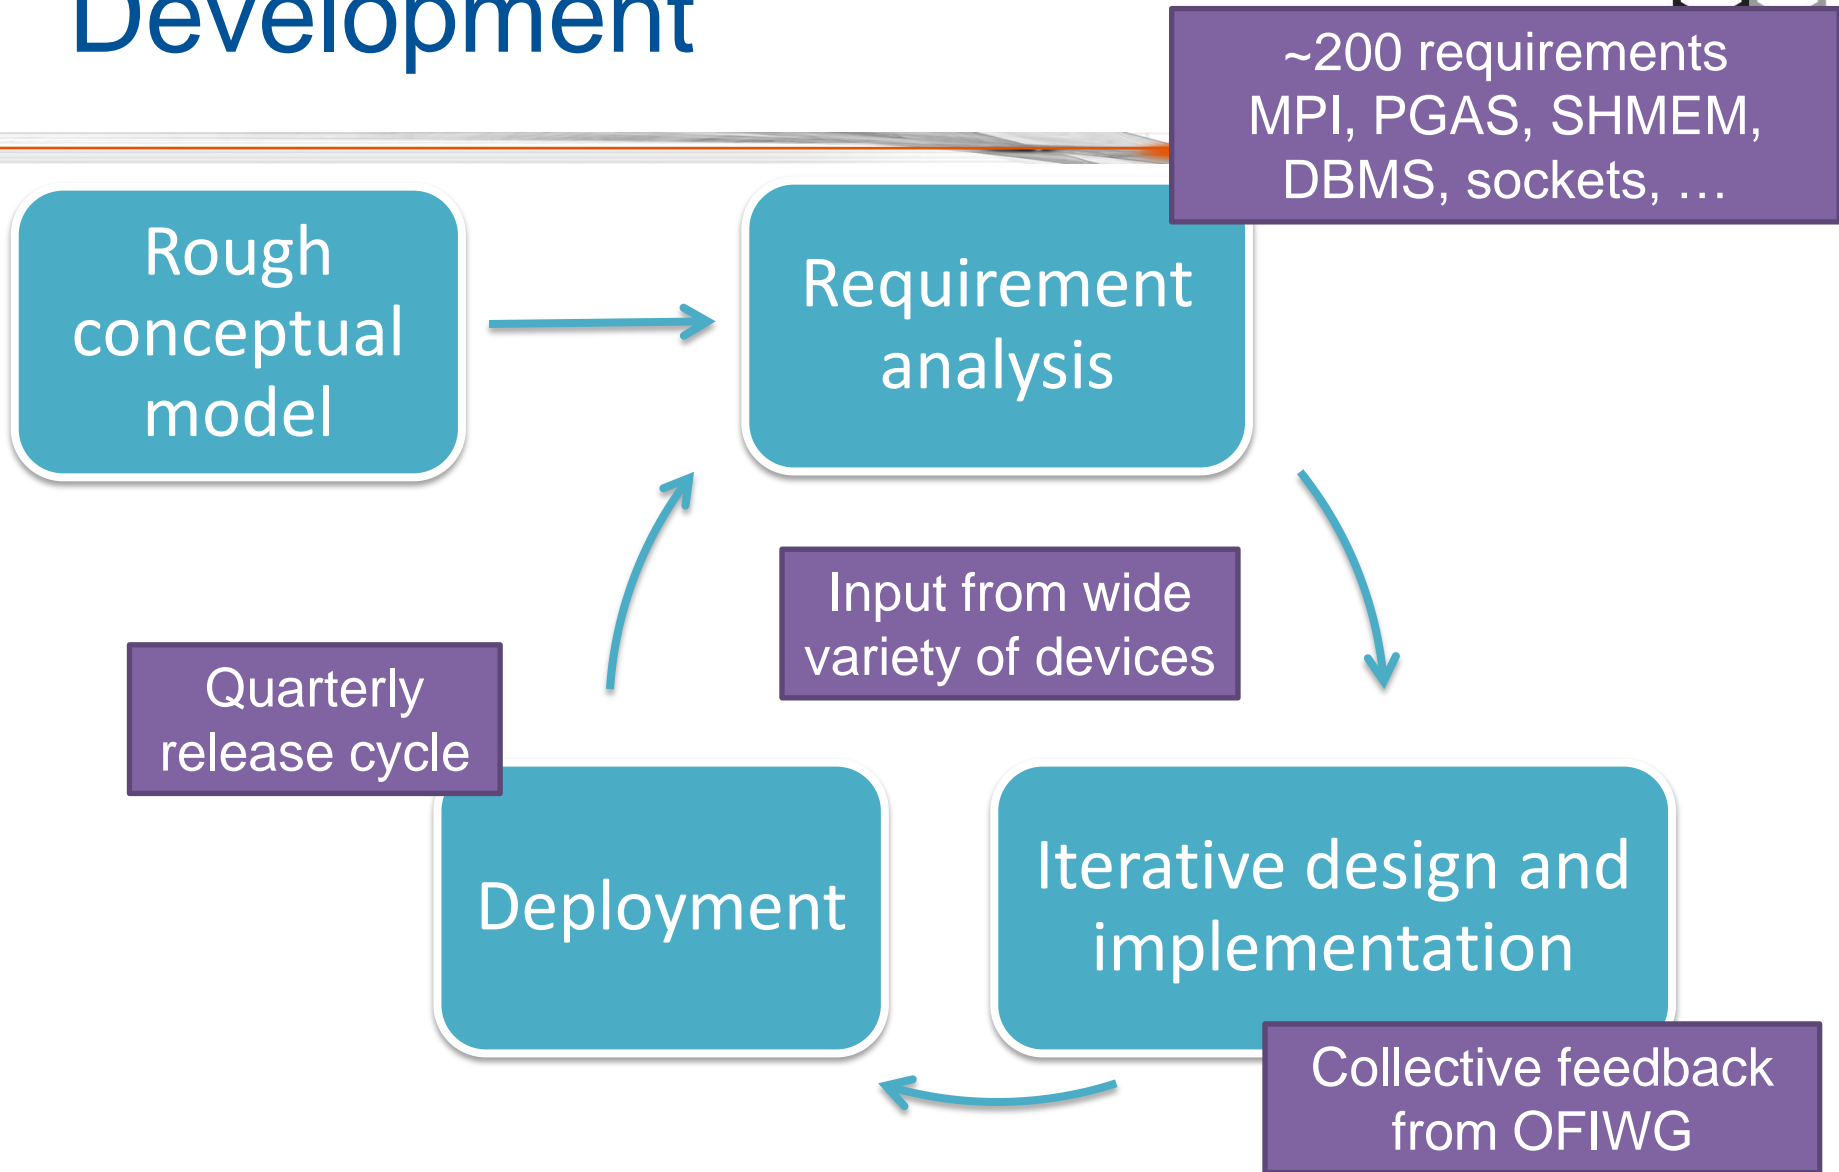 Development
~200 requirements
MPI, PGAS, SHMEM,
DBMS, sockets, …
Rough
conceptual
model
Requirement
analysis
Input from wide
variety of devices
Quarterly
release cycle
Deployment
Iterative design and
implementation
Collective feedback
from OFIWG